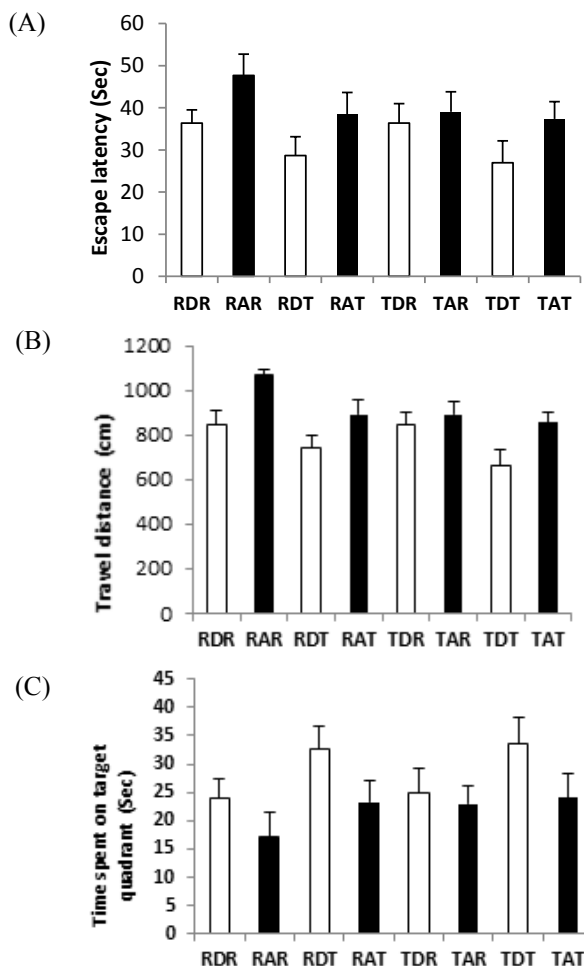 (A)
Escape latency (Sec)
60
50
40
30
20
10
0
RDR RAR RDT RAT TDR TAR TDT TAT
(B)
Travel distance (cm)
1200
1000
800
600
400
200
0
RDR RAR RDT RAT TDR TAR TDT TAT
(C)
Time spent on target
quadrant (Sec)
45
40
35
30
25
20
15
10
5
0
RDR RAR RDT RAT TDR TAR TDT TAT